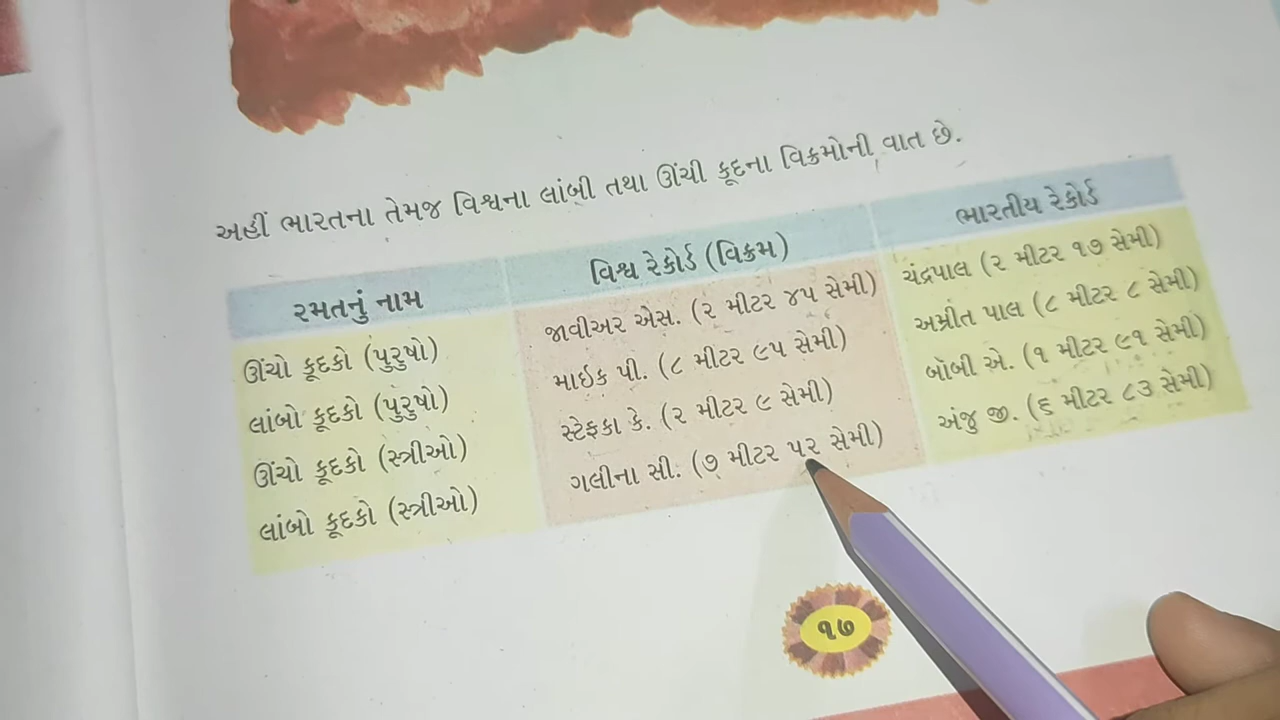 અહીં ભારતના તેમજ વિશ્વના લાંબી તથા ઊંચી કૂદના વિક્રમોની વાત છે.
રમતનું નામ વિશ્વ રેકોર્ડ (વિક્રમ) ભારતીય રેકોર્ડ
ઊંચો કૂદકો (પુરુષો) જાવીઅર એસ. (૨ મીટર ૪૫ સેમી) ચંદ્રપાલ (૨ મીટર ૧૭ સેમી)
લાંબો કૂદકો (પુરુષો) માઇક પી. (૮ મીટર ૯૫ સેમી) અમ્રીત પાલ (૮ મીટર ૮ સેમી)
ઊંચો કૂદકો (સ્ત્રીઓ) સ્ટેફકા કે. (૨ મીટર ૯ સેમી) બૉબી એ. (૧ મીટર ૯૧ સેમી)
લાંબો કૂદકો (સ્ત્રીઓ) ગલીના સી. (૭ મીટર ૫૨ સેમી) અંજુ જી. (૬ મીટર ૮૩ સેમી)
૧૭